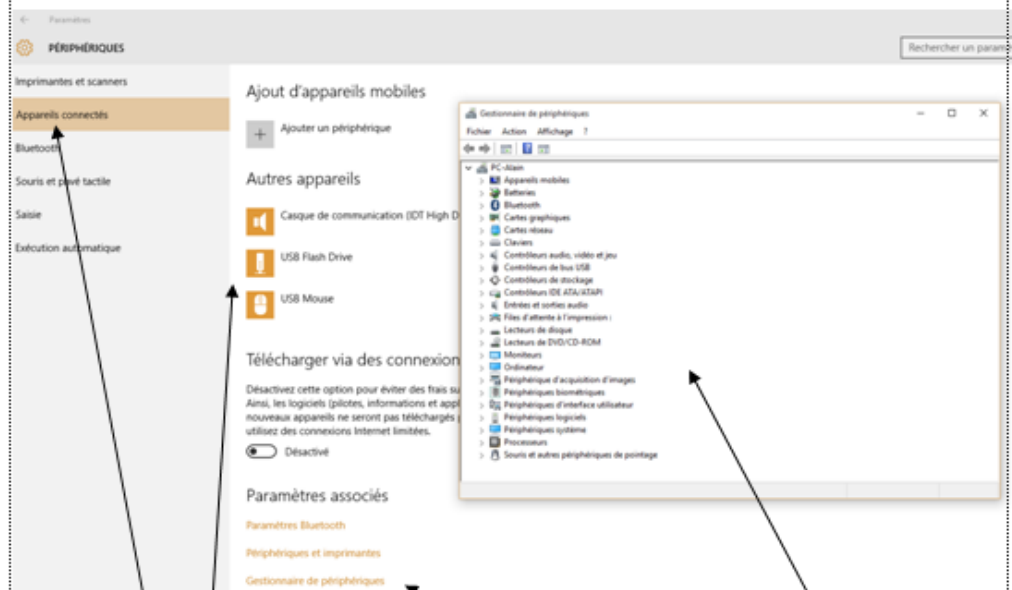 Paramètres
PÉRIPHÉRIQUES
Rechercher un param
Imprimantes et scanners
Appareils connectés
Bluetooth
Souris et pavé tactile
Saisie
Exécution automatique
Ajout d'appareils mobiles
Ajouter un périphérique
Autres appareils
Casque de communication (IDT High D
USB Flash Drive
USB Mouse
Télécharger via des connexion
Désactivez cette option pour éviter des frais su
Ainsi, les logiciels (pilotes, informations et appl
nouveaux appareils ne seront pas téléchargés
utilisez des connexions Internet limitées.
Désactivé
Paramètres associés
Paramètres Bluetooth
Périphériques et imprimantes
Gestionnaire de périphériques
Gestionnaire de périphériques
Fichier Action Affichage ?
PC-Alain
Appareils mobiles
Batteries
Bluetooth
Cartes graphiques
Cartes réseau
Claviers
Contrôleurs audio, vidéo et jeu
Contrôleurs de bus USB
Contrôleurs de stockage
Contrôleurs IDE ATA/ATAPI
Entrées et sorties audio
Files d'attente à l'impression :
Lecteurs de disque
Lecteurs de DVD/CD-ROM
Moniteurs
Ordinateur
Périphérique d'acquisition d'images
Périphériques biométriques
Périphériques d'interface utilisateur
Périphériques logiciels
Périphériques système
Processeurs
Souris et autres périphériques de pointage